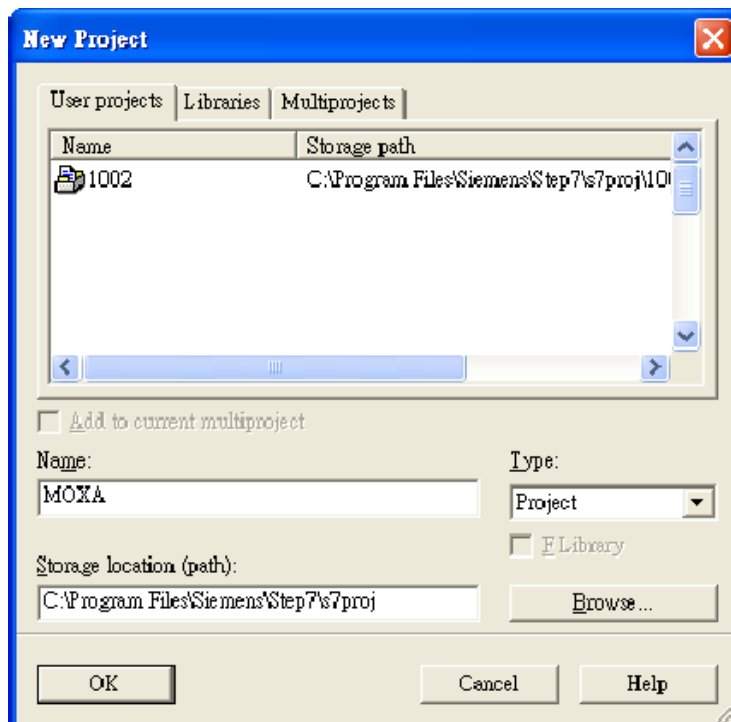 New Project
User projects Libraries Multiprojects
Name Storage path
1002 C:\Program Files\Siemens\Step7\s7proj\100
Add to current multiproject
Name: Type:
MOXA Project
F Library
Storage location (path):
C:\Program Files\Siemens\Step7\s7proj Browse...
OK Cancel Help